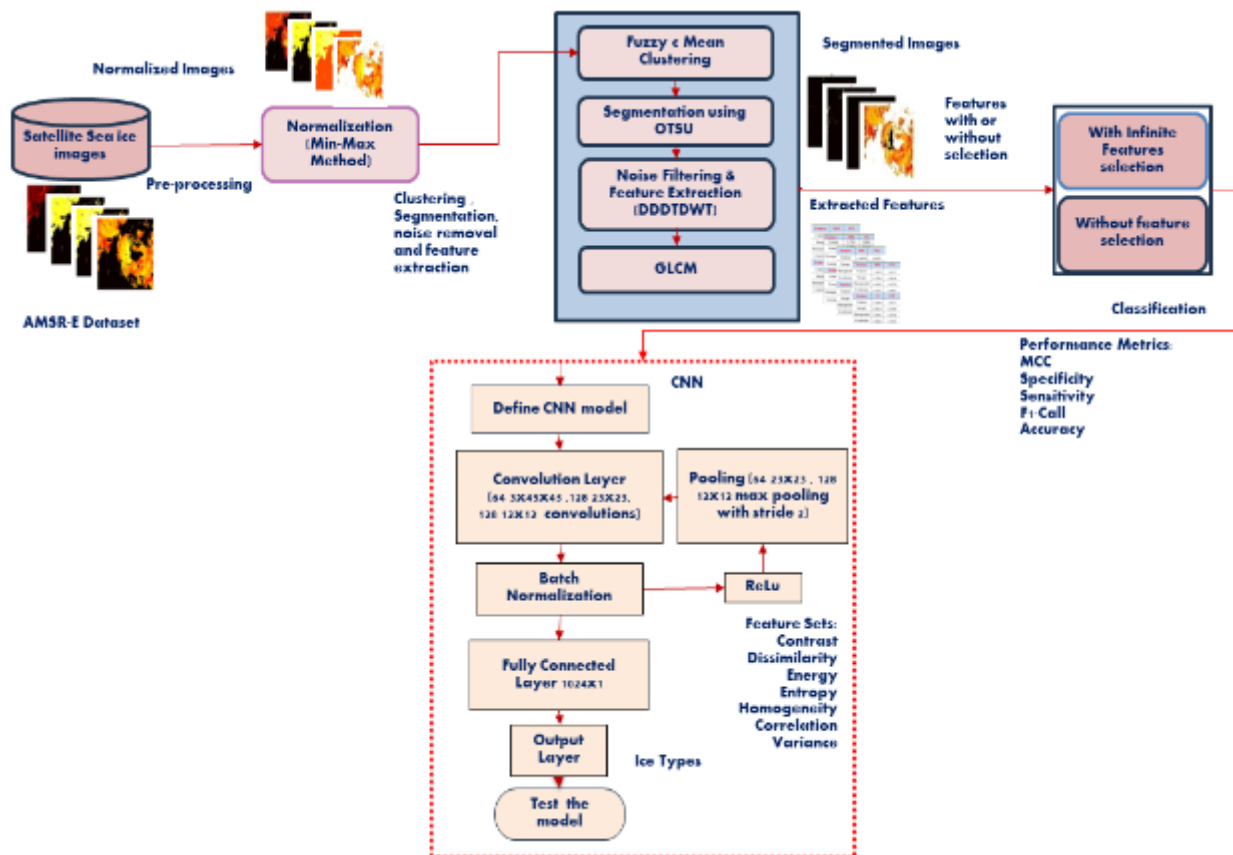 Normalized Images
Satellite Sea ice
images
AMSR-E Dataset
Pre-processing
Normalization
(Min-Max
Method)
Clustering ,
Segmentation,
noise removal
and feature
extraction
Fuzzy c Mean
Clustering
Segmentation using
OTSU
Noise Filtering &
Feature Extraction
(DDDTDWT)
GLCM
Segmented Images
Features
with or
without
selection
Extracted Features
With Infinite
Features
selection
Without feature
selection
Classification
Performance Metrics:
MCC
Specificity
Sensitivity
F1-Call
Accuracy
CNN
Define CNN model
Convolution Layer
[64 3X45X45 ,128 23X23,
128 12X12 convolutions]
Pooling [64 23X23 , 128
12X12 max pooling
with stride 2]
Batch
Normalization
ReLu
Feature Sets:
Contrast
Dissimilarity
Energy
Entropy
Homogeneity
Correlation
Variance
Fully Connected
Layer 1024X1
Output
Layer
Ice Types
Test the
model